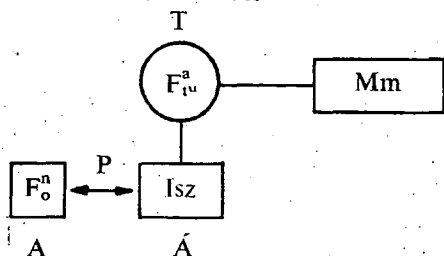 T
F^a_tu Mm
P
F^n_o Isz
A Á